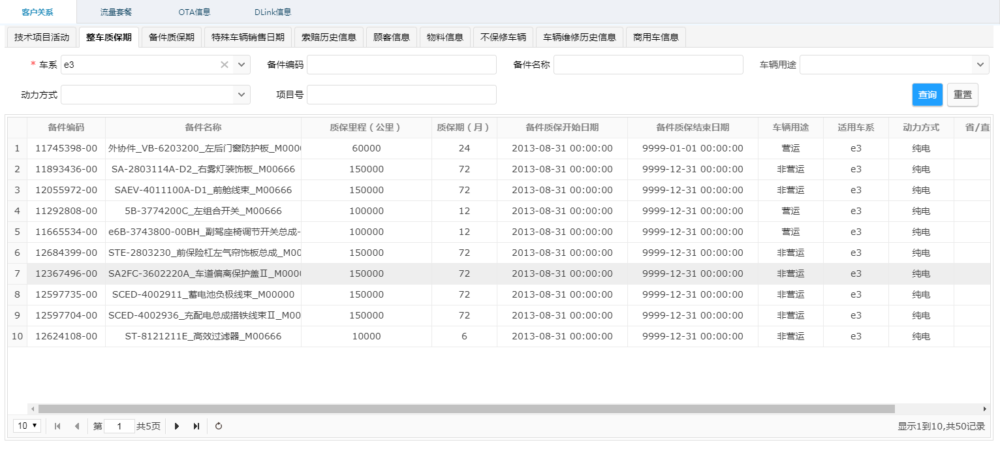 客户关系 流量套餐 OTA信息 DLink信息
技术项目活动 整车质保期 备件质保期 特殊车辆销售日期 索赔历史信息 顾客信息 物料信息 不保修车辆 车辆维修历史信息 商用车信息
* 车系 e3 备件编码 备件名称 车辆用途
动力方式 项目号 查询 重置
备件编码 备件名称 质保里程（公里） 质保期（月） 备件质保开始日期 备件质保结束日期 车辆用途 适用车系 动力方式 省/直
1 11745398-00 外协件_VB-6203200_左后门窗防护板_M000 60000 24 2013-08-31 00:00:00 9999-01-01 00:00:00 营运 e3 纯电
2 11893436-00 SA-2803114A-D2_右雾灯装饰板_M00666 150000 72 2013-08-31 00:00:00 9999-12-31 00:00:00 非营运 e3 纯电
3 12055972-00 SAEV-4011100A-D1_前舱线束_M00666 150000 72 2013-08-31 00:00:00 9999-12-31 00:00:00 非营运 e3 纯电
4 11292808-00 5B-3774200C_左组合开关_M00666 100000 12 2013-08-31 00:00:00 9999-12-31 00:00:00 营运 e3 纯电
5 11665534-00 e6B-3743800-00BH_副驾座椅调节开关总成- 100000 12 2013-08-31 00:00:00 9999-12-31 00:00:00 营运 e3 纯电
6 12684399-00 STE-2803230_前保险杠左气帘饰板总成_M00 150000 72 2013-08-31 00:00:00 9999-12-31 00:00:00 非营运 e3 纯电
7 12367496-00 SA2FC-3602220A_车道偏离保护盖Ⅱ_M000 150000 72 2013-08-31 00:00:00 9999-12-31 00:00:00 非营运 e3 纯电
8 12597735-00 SCED-4002911_蓄电池负极线束_M00000 150000 72 2013-08-31 00:00:00 9999-12-31 00:00:00 非营运 e3 纯电
9 12597704-00 SCED-4002936_充配电总成搭铁线束Ⅱ_M00 150000 72 2013-08-31 00:00:00 9999-12-31 00:00:00 非营运 e3 纯电
10 12624108-00 ST-8121211E_高效过滤器_M00666 10000 6 2013-08-31 00:00:00 9999-12-31 00:00:00 非营运 e3 纯电
10 第 1 共5页 显示1到10,共50记录